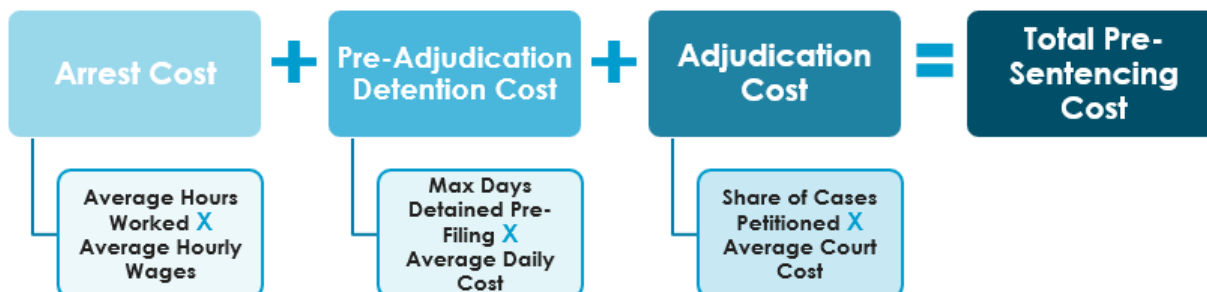 Arrest Cost
+
Pre-Adjudication
Detention Cost
+
Adjudication
Cost
=
Total Pre-
Sentencing
Cost
Average Hours
Worked X
Average Hourly
Wages
Max Days
Detained Pre-
Filing X
Average Daily
Cost
Share of Cases
Petitioned X
Average Court
Cost